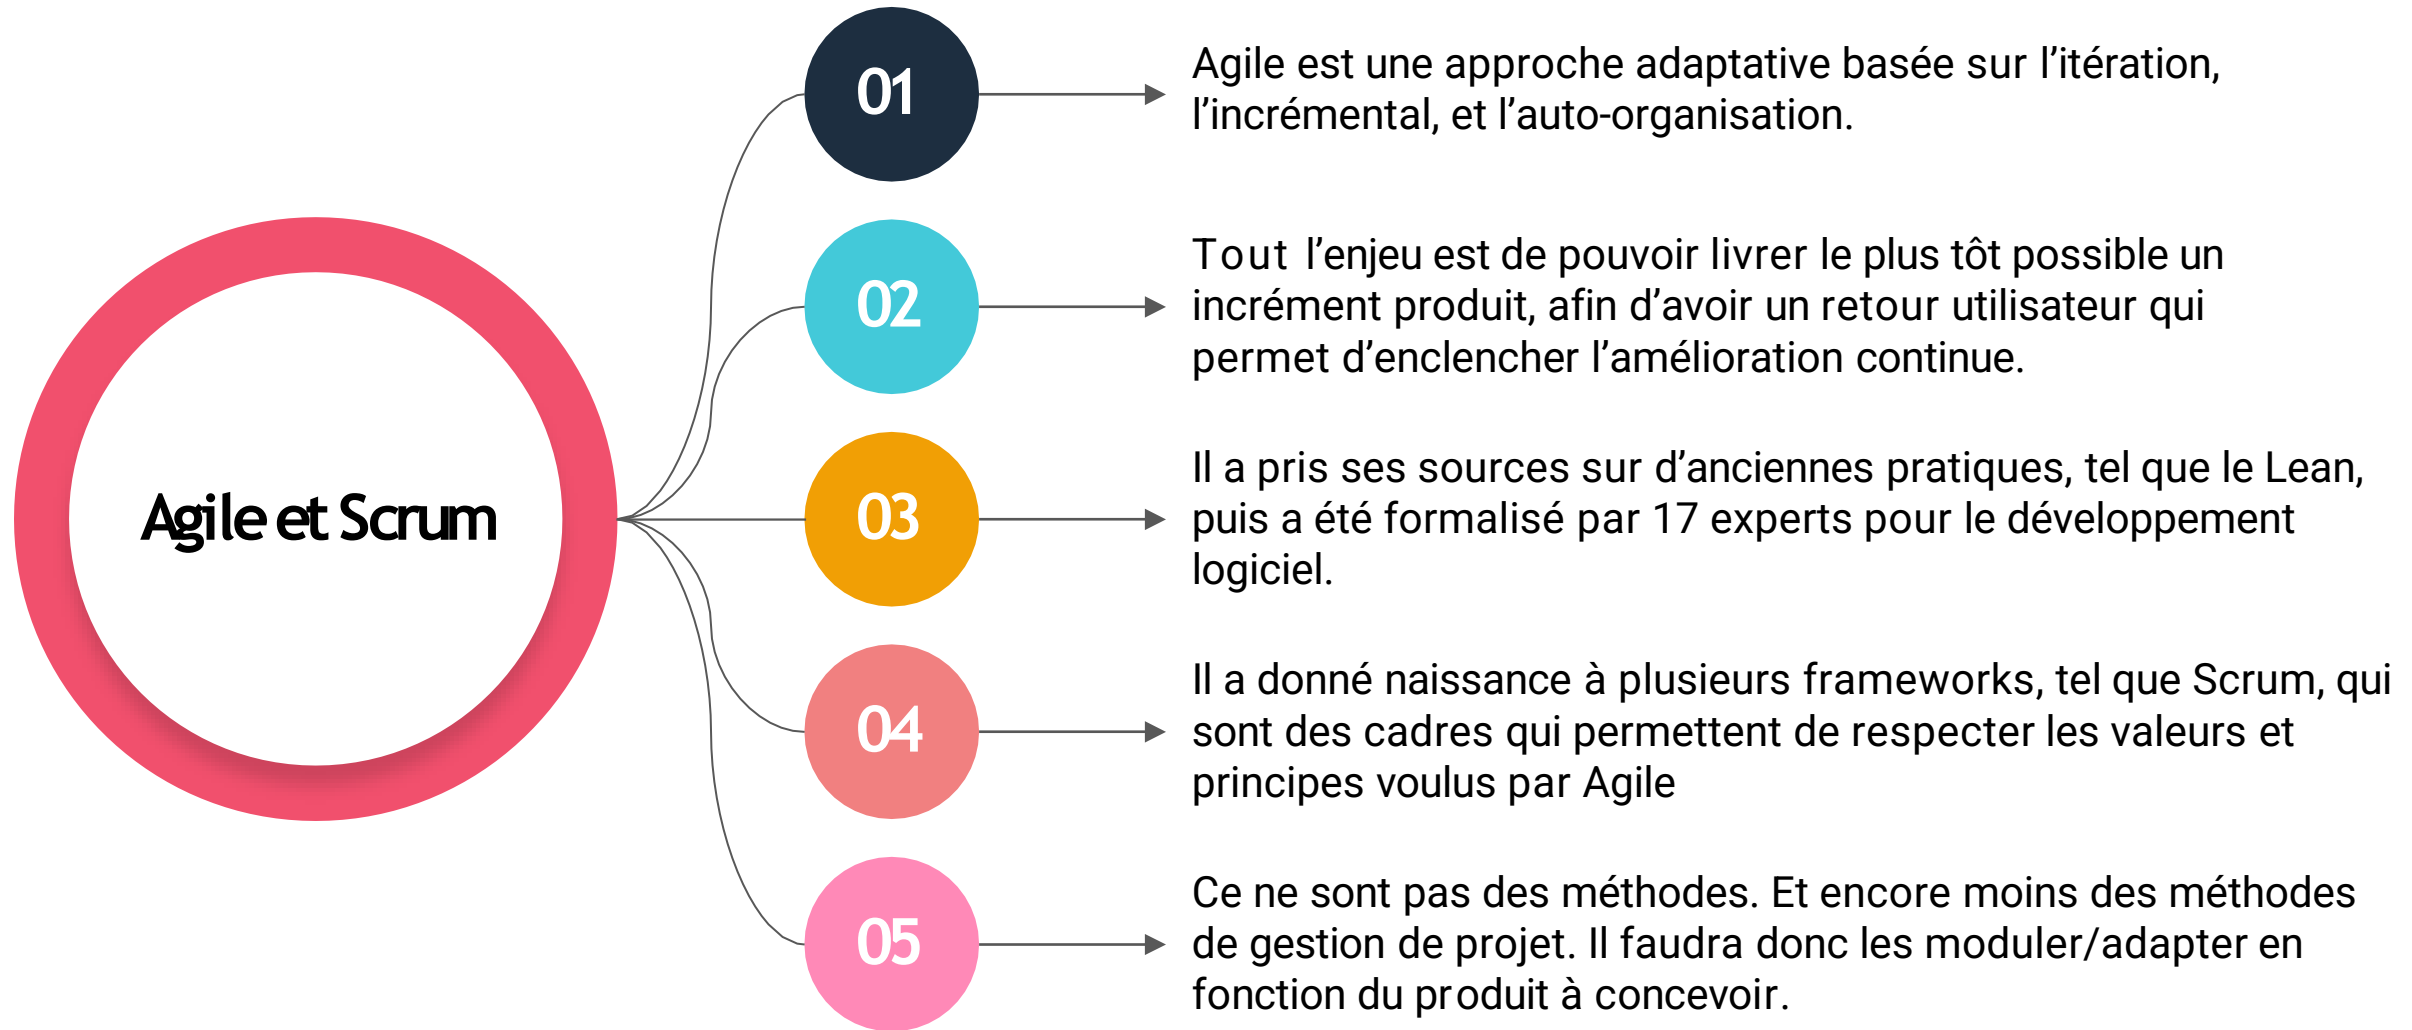 Agile et Scrum
01
Agile est une approche adaptative basée sur l’itération,
l’incrémental, et l’auto-organisation.
02
Tout l’enjeu est de pouvoir livrer le plus tôt possible un
incrément produit, afin d’avoir un retour utilisateur qui
permet d’enclencher l’amélioration continue.
03
Il a pris ses sources sur d’anciennes pratiques, tel que le Lean,
puis a été formalisé par 17 experts pour le développement
logiciel.
04
Il a donné naissance à plusieurs frameworks, tel que Scrum, qui
sont des cadres qui permettent de respecter les valeurs et
principes voulus par Agile
05
Ce ne sont pas des méthodes. Et encore moins des méthodes
de gestion de projet. Il faudra donc les moduler/adapter en
fonction du produit à concevoir.